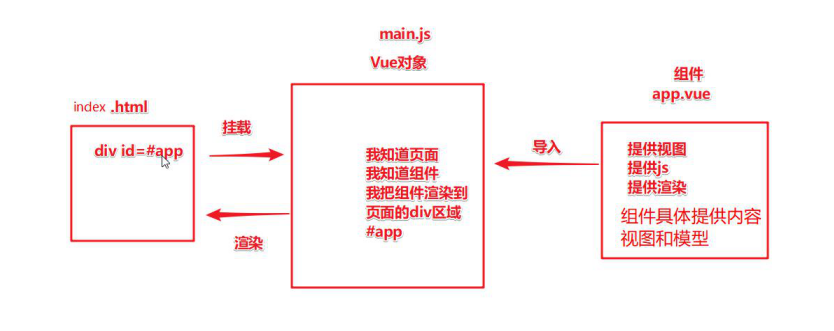 main.js
Vue对象
index .html
div id=#app
挂载
渲染
我知道页面
我知道组件
我把组件渲染到
页面的div区域
#app
导入
组件
app.vue
提供视图
提供js
提供渲染
组件具体提供内容
视图和模型